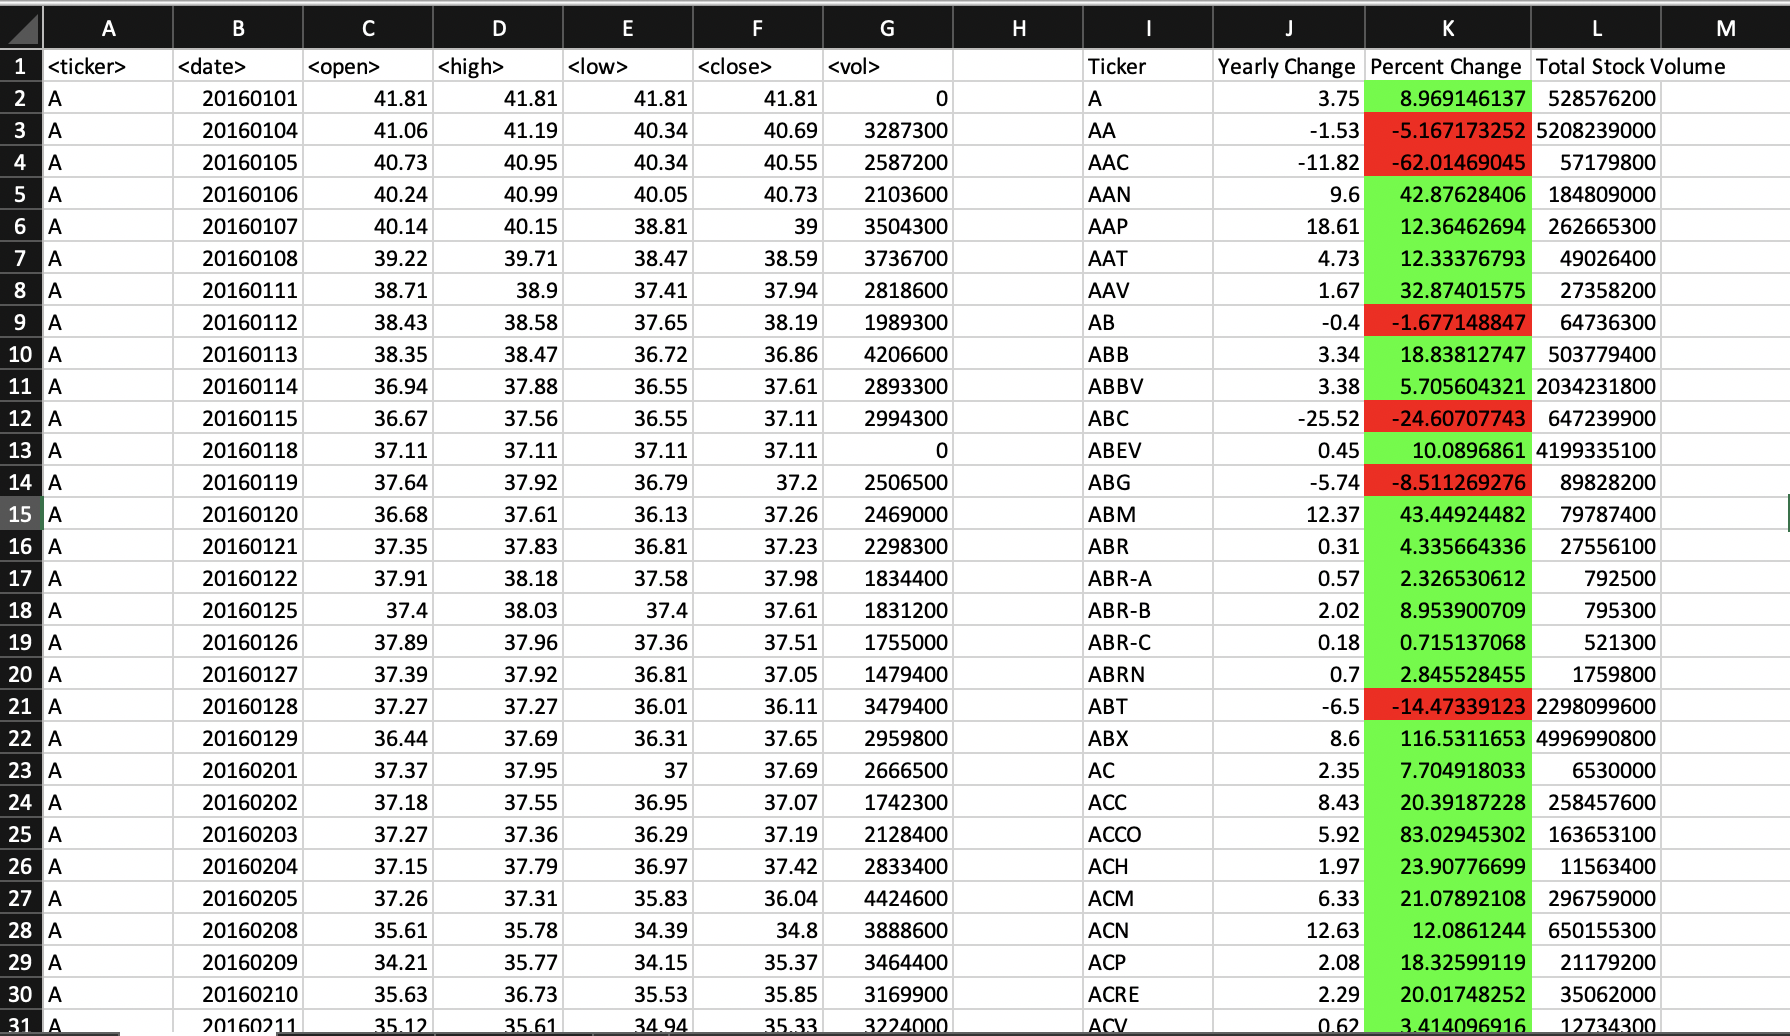 A B C D E F G H I J K L M
1 <ticker> <date> <open> <high> <low> <close> <vol> Ticker Yearly Change Percent Change Total Stock Volume
2 A 20160101 41.81 41.81 41.81 41.81 0 A 3.75 8.969146137 528576200
3 A 20160104 41.06 41.19 40.34 40.69 3287300 AA -1.53 -5.167173252 5208239000
4 A 20160105 40.73 40.95 40.34 40.55 2587200 AAC -11.82 -62.01469045 57179800
5 A 20160106 40.24 40.99 40.05 40.73 2103600 AAN 9.6 42.87628406 184809000
6 A 20160107 40.14 40.15 38.81 39 3504300 AAP 18.61 12.36462694 262665300
7 A 20160108 39.22 39.71 38.47 38.59 3736700 AAT 4.73 12.33376793 49026400
8 A 20160111 38.71 38.9 37.41 37.94 2818600 AAV 1.67 32.87401575 27358200
9 A 20160112 38.43 38.58 37.65 38.19 1989300 AB -0.4 -1.677148847 64736300
10 A 20160113 38.35 38.47 36.72 36.86 4206600 ABB 3.34 18.83812747 503779400
11 A 20160114 36.94 37.88 36.55 37.61 2893300 ABBV 3.38 5.705604321 2034231800
12 A 20160115 36.67 37.56 36.55 37.11 2994300 ABC -25.52 -24.60707743 647239900
13 A 20160118 37.11 37.11 37.11 37.11 0 ABEV 0.45 10.0896861 4199335100
14 A 20160119 37.64 37.92 36.79 37.2 2506500 ABG -5.74 -8.511269276 89828200
15 A 20160120 36.68 37.61 36.13 37.26 2469000 ABM 12.37 43.44924482 79787400
16 A 20160121 37.35 37.83 36.81 37.23 2298300 ABR 0.31 4.335664336 27556100
17 A 20160122 37.91 38.18 37.58 37.98 1834400 ABR-A 0.57 2.326530612 792500
18 A 20160125 37.4 38.03 37.4 37.61 1831200 ABR-B 2.02 8.953900709 795300
19 A 20160126 37.89 37.96 37.36 37.51 1755000 ABR-C 0.18 0.715137068 521300
20 A 20160127 37.39 37.92 36.81 37.05 1479400 ABRN 0.7 2.845528455 1759800
21 A 20160128 37.27 37.27 36.01 36.11 3479400 ABT -6.5 -14.47339123 2298099600
22 A 20160129 36.44 37.69 36.31 37.65 2959800 ABX 8.6 116.5311653 4996990800
23 A 20160201 37.37 37.95 37 37.69 2666500 AC 2.35 7.704918033 6530000
24 A 20160202 37.18 37.55 36.95 37.07 1742300 ACC 8.43 20.39187228 258457600
25 A 20160203 37.27 37.36 36.29 37.19 2128400 ACCO 5.92 83.02945302 163653100
26 A 20160204 37.15 37.79 36.97 37.42 2833400 ACH 1.97 23.90776699 11563400
27 A 20160205 37.26 37.31 35.83 36.04 4424600 ACM 6.33 21.07892108 296759000
28 A 20160208 35.61 35.78 34.39 34.8 3888600 ACN 12.63 12.0861244 650155300
29 A 20160209 34.21 35.77 34.15 35.37 3464400 ACP 2.08 18.32599119 21179200
30 A 20160210 35.63 36.73 35.53 35.85 3169900 ACRE 2.29 20.01748252 35062000
31 A 20160211 35.12 35.61 34.94 35.33 3224000 ACV 0.62 3.414096916 12734300